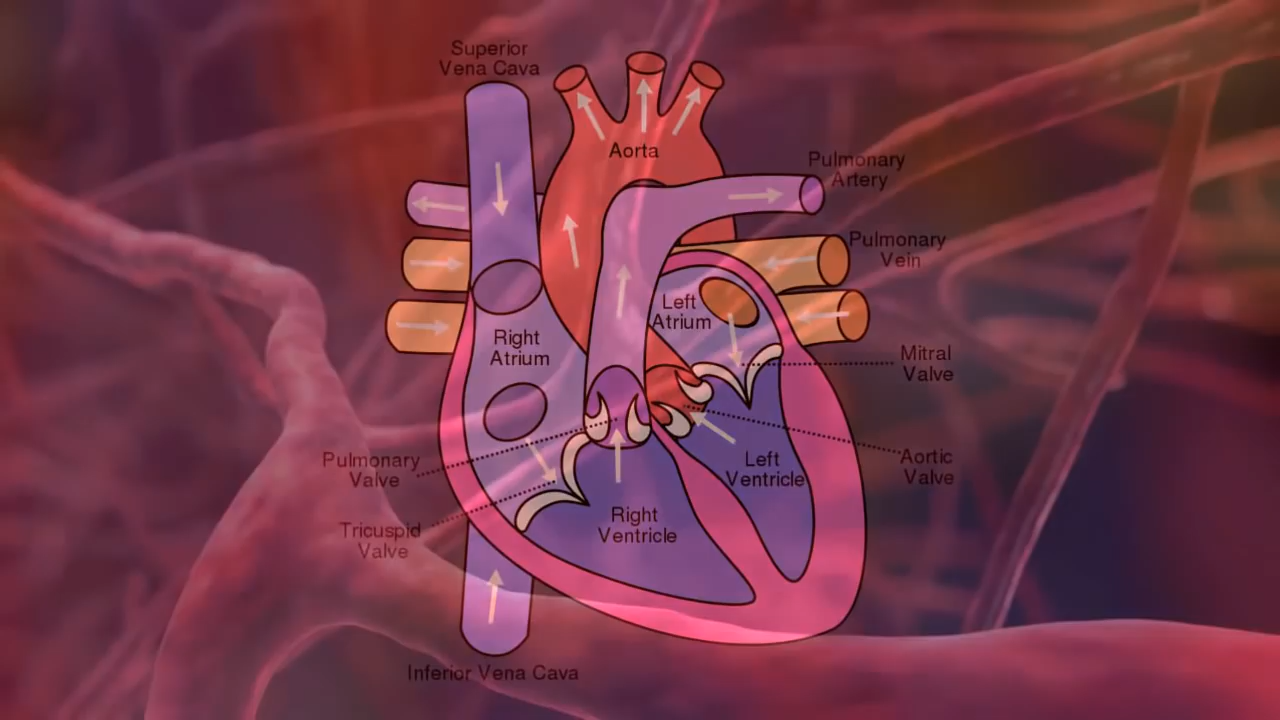 Superior
Vena Cava
Aorta
Pulmonary
Artery
Pulmonary
Vein
Left
Atrium
Right
Atrium
Mitral
Valve
Pulmonary
Valve
Left
Ventricle
Aortic
Valve
Right
Ventricle
Tricuspid
Valve
Inferior Vena Cava